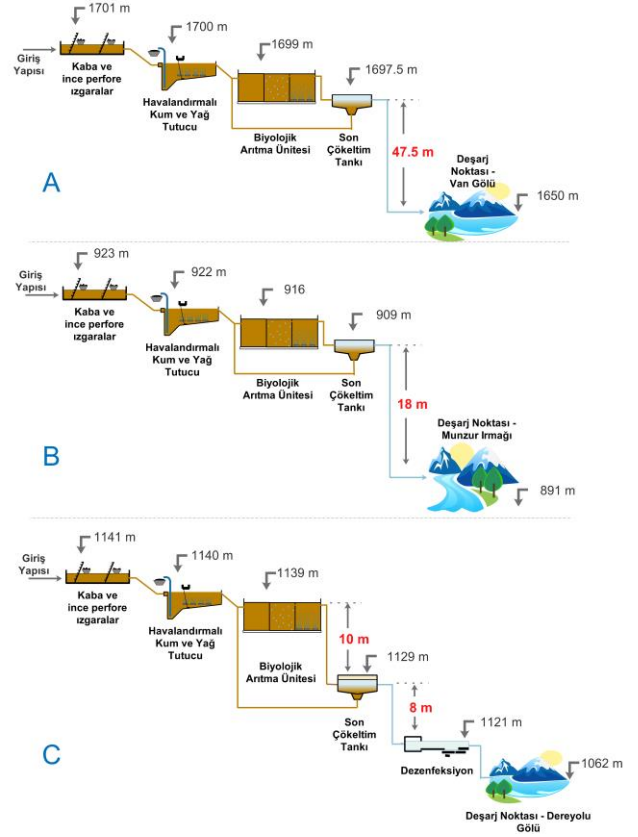 1701 m
1700 m
1699 m
1697.5 m
Giriş
Yapısı
Kaba ve
ince perfore
ızgaralar
Havalandırmalı
Kum ve Yağ
Tutucu
Biyolojik
Arıtma Ünitesi
Son
Çökeltim
Tankı
47.5 m
Deşarj
Noktası -
Van Gölü
1650 m
A
923 m
922 m
916
909 m
Giriş
Yapısı
Kaba ve
ince perfore
ızgaralar
Havalandırmalı
Kum ve Yağ
Tutucu
Biyolojik
Arıtma Ünitesi
Son
Çökeltim
Tankı
18 m
Deşarj Noktası -
Munzur Irmağı
891 m
B
1141 m
1140 m
1139 m
Giriş
Yapısı
Kaba ve
ince perfore
ızgaralar
Havalandırmalı
Kum ve Yağ
Tutucu
Biyolojik
Arıtma Ünitesi
10 m
1129 m
Son
Çökeltim
Tankı
8 m
1121 m
Dezenfeksiyon
1062 m
Deşarj Noktası - Dereyolu
Gölü
C